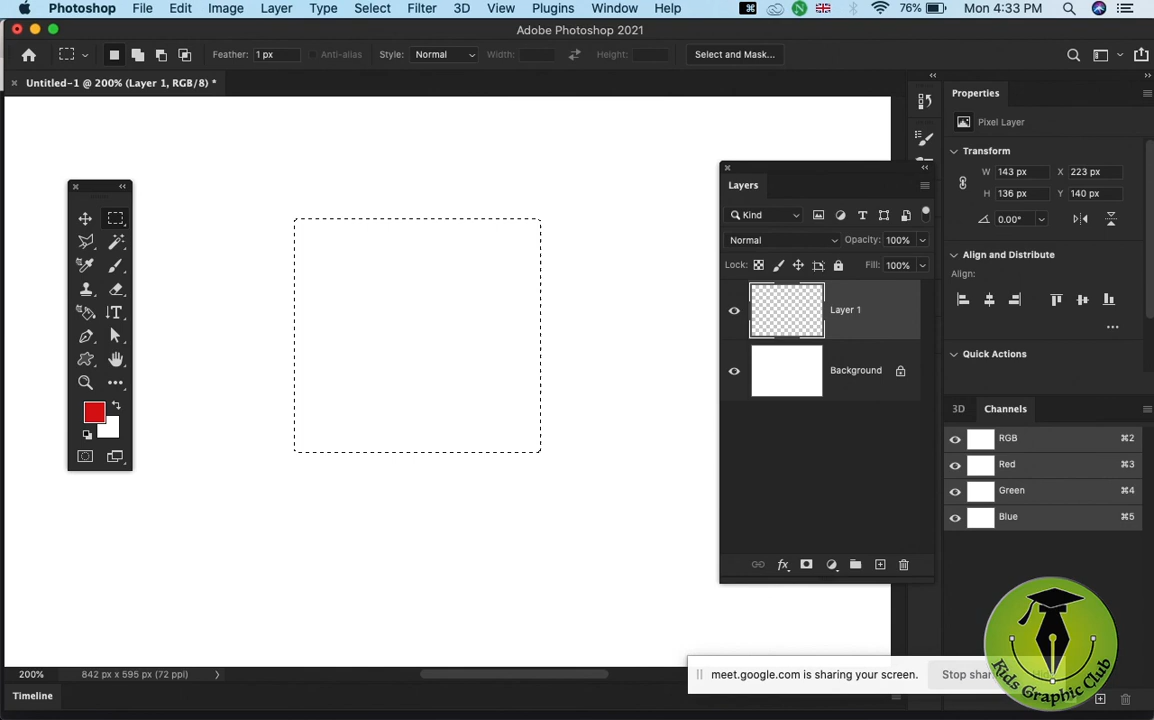 Photoshop File Edit Image Layer Type Select Filter 3D View Plugins Window Help 76% Mon 4:33 PM
Adobe Photoshop 2021
Feather: 1 px Anti-alias Style: Normal Width: Height: Select and Mask...
Untitled-1 @ 200% (Layer 1, RGB/8) *
Properties
Pixel Layer
Transform
W 143 px X 223 px
H 136 px Y 140 px
0.00°
Align and Distribute
Align:
Quick Actions
Layers
Kind
Normal Opacity: 100%
Lock: Fill: 100%
Layer 1
Background
3D Channels
RGB ⌘2
Red ⌘3
Green ⌘4
Blue ⌘5
200% 842 px x 595 px (72 ppi)
meet.google.com is sharing your screen. Stop
Kids Graphic Club
Timeline